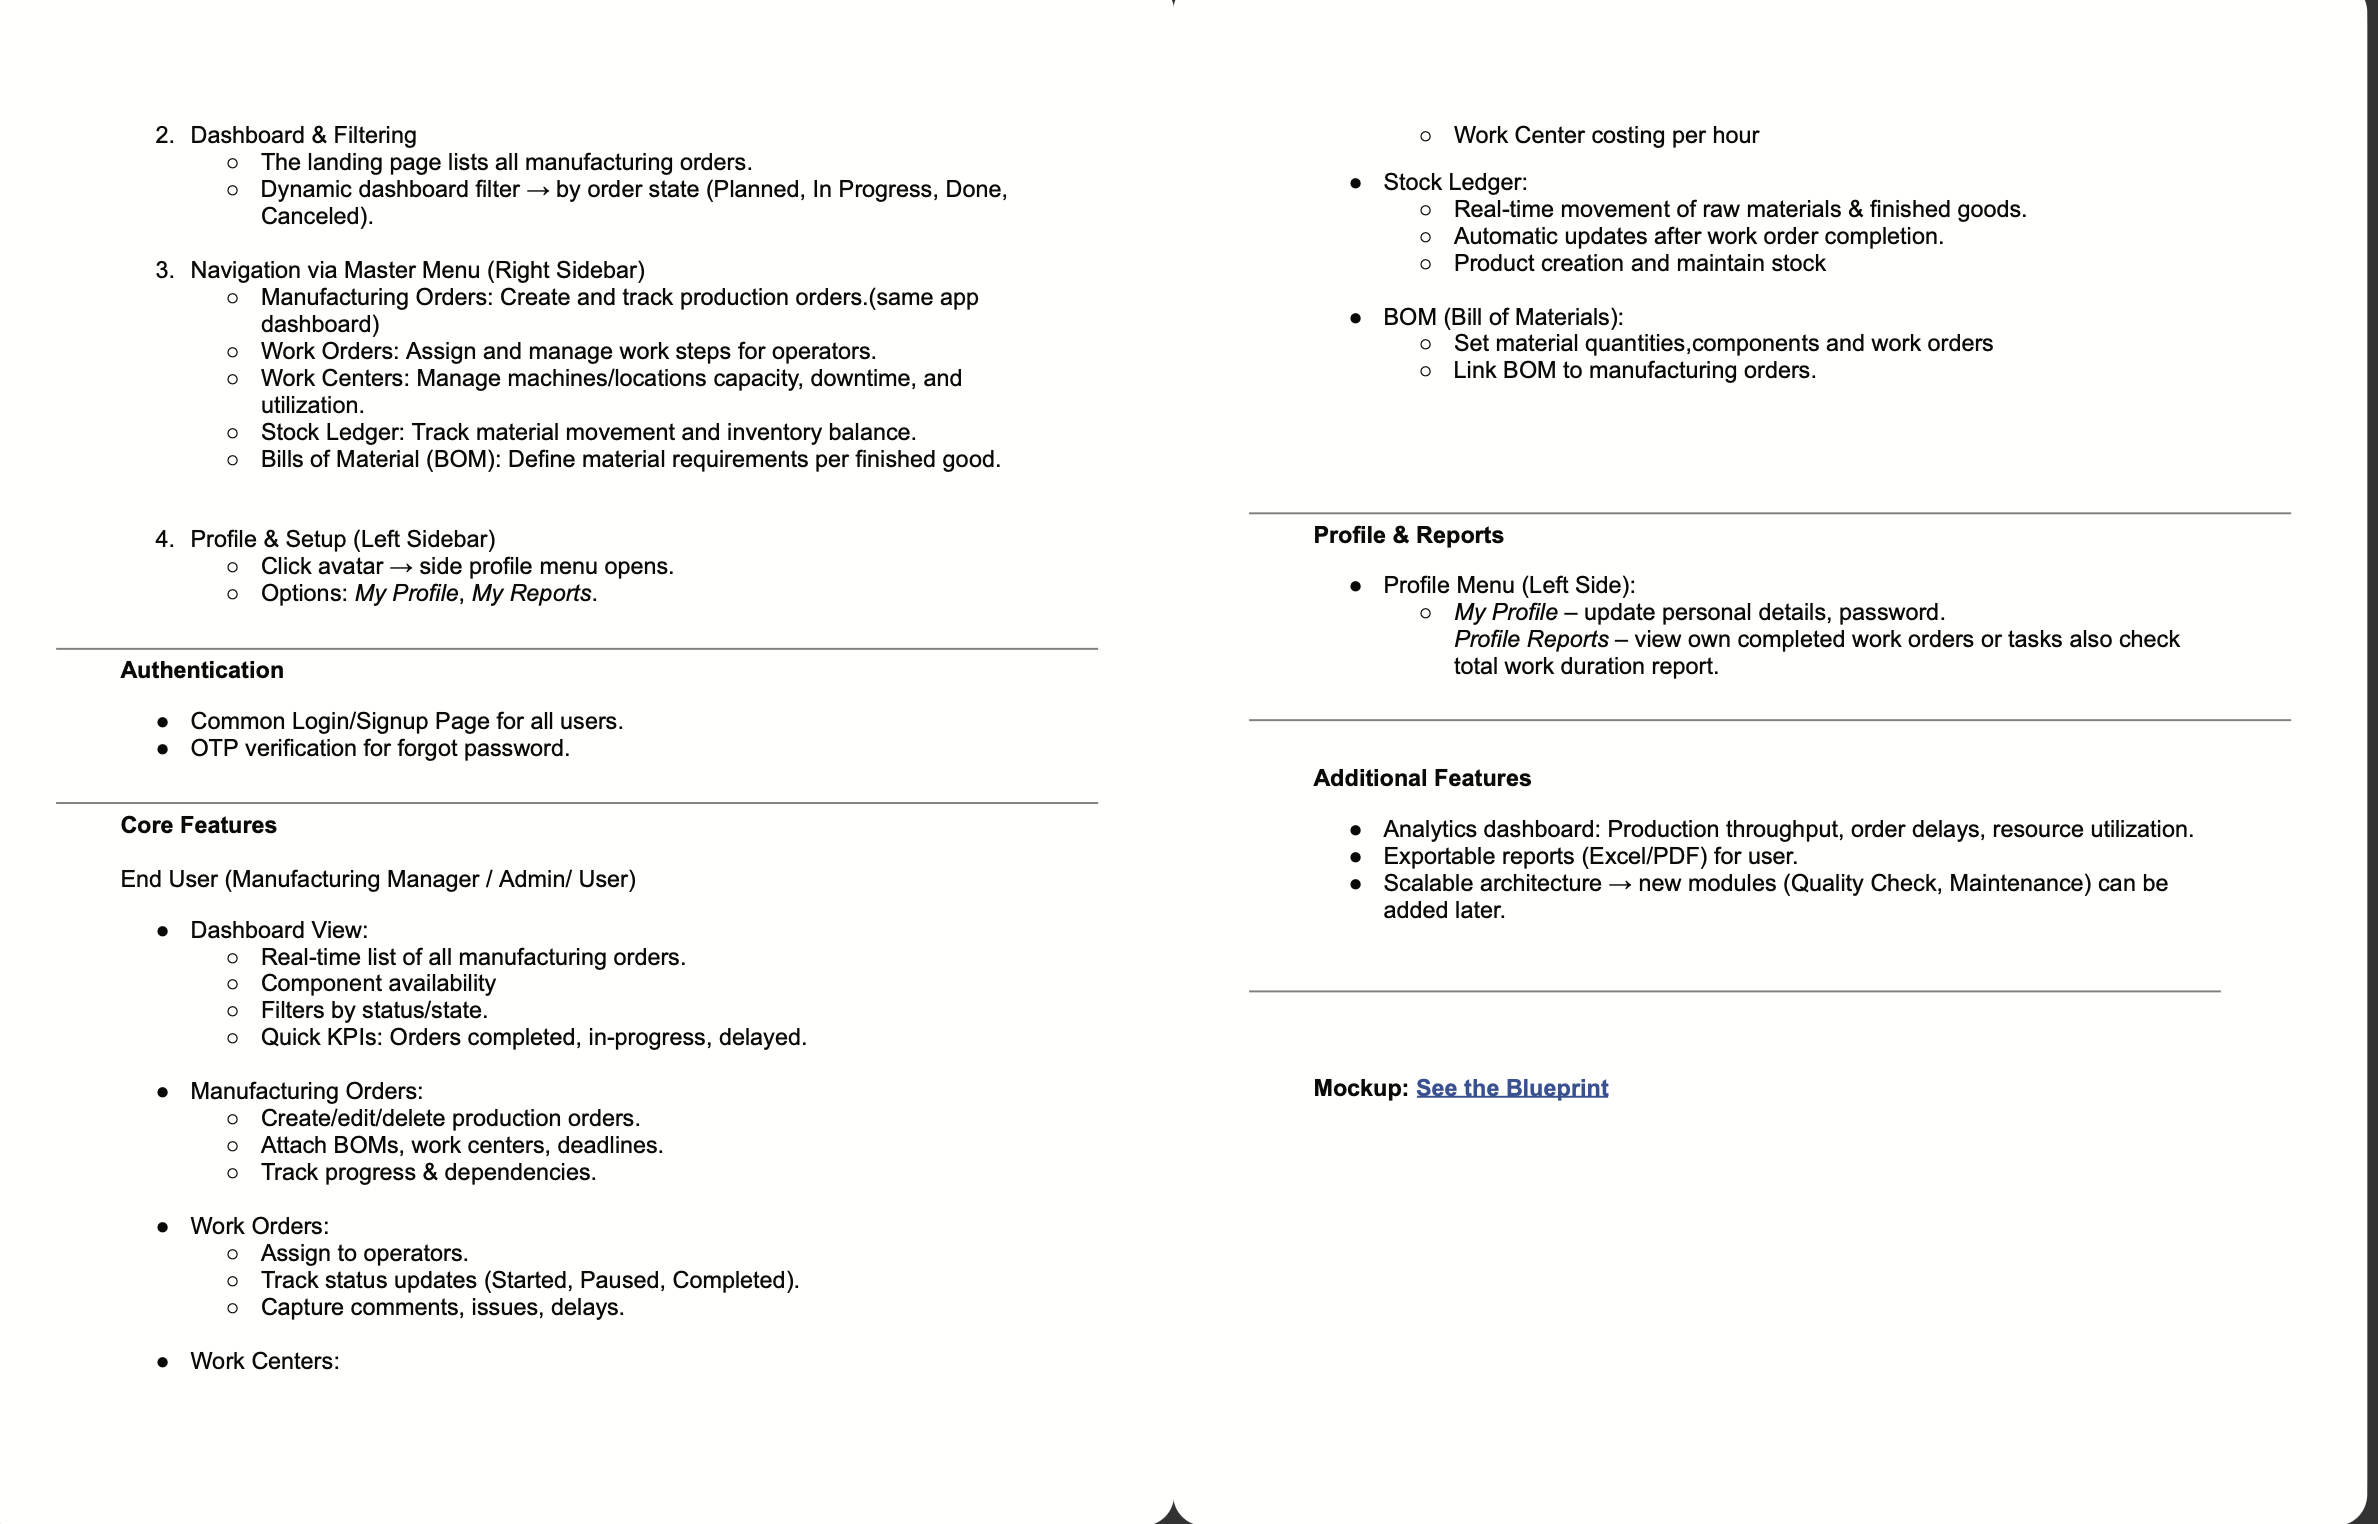 2. Dashboard & Filtering
○ The landing page lists all manufacturing orders.
○ Dynamic dashboard filter → by order state (Planned, In Progress, Done,
Canceled).
3. Navigation via Master Menu (Right Sidebar)
○ Manufacturing Orders: Create and track production orders.(same app
dashboard)
○ Work Orders: Assign and manage work steps for operators.
○ Work Centers: Manage machines/locations capacity, downtime, and
utilization.
○ Stock Ledger: Track material movement and inventory balance.
○ Bills of Material (BOM): Define material requirements per finished good.
4. Profile & Setup (Left Sidebar)
○ Click avatar → side profile menu opens.
○ Options: My Profile, My Reports.
Authentication
● Common Login/Signup Page for all users.
● OTP verification for forgot password.
Core Features
End User (Manufacturing Manager / Admin/ User)
● Dashboard View:
○ Real-time list of all manufacturing orders.
○ Component availability
○ Filters by status/state.
○ Quick KPIs: Orders completed, in-progress, delayed.
● Manufacturing Orders:
○ Create/edit/delete production orders.
○ Attach BOMs, work centers, deadlines.
○ Track progress & dependencies.
● Work Orders:
○ Assign to operators.
○ Track status updates (Started, Paused, Completed).
○ Capture comments, issues, delays.
● Work Centers:
○ Work Center costing per hour
● Stock Ledger:
○ Real-time movement of raw materials & finished goods.
○ Automatic updates after work order completion.
○ Product creation and maintain stock
● BOM (Bill of Materials):
○ Set material quantities,components and work orders
○ Link BOM to manufacturing orders.
Profile & Reports
● Profile Menu (Left Side):
○ My Profile – update personal details, password.
Profile Reports – view own completed work orders or tasks also check
total work duration report.
Additional Features
● Analytics dashboard: Production throughput, order delays, resource utilization.
● Exportable reports (Excel/PDF) for user.
● Scalable architecture → new modules (Quality Check, Maintenance) can be
added later.
Mockup: See the Blueprint